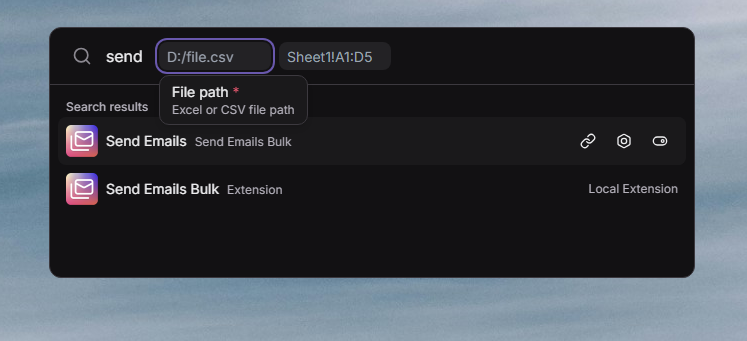 send D:/file.csv Sheet1!A1:D5
File path *
Excel or CSV file path
Search results
Send Emails Send Emails Bulk
Send Emails Bulk Extension Local Extension